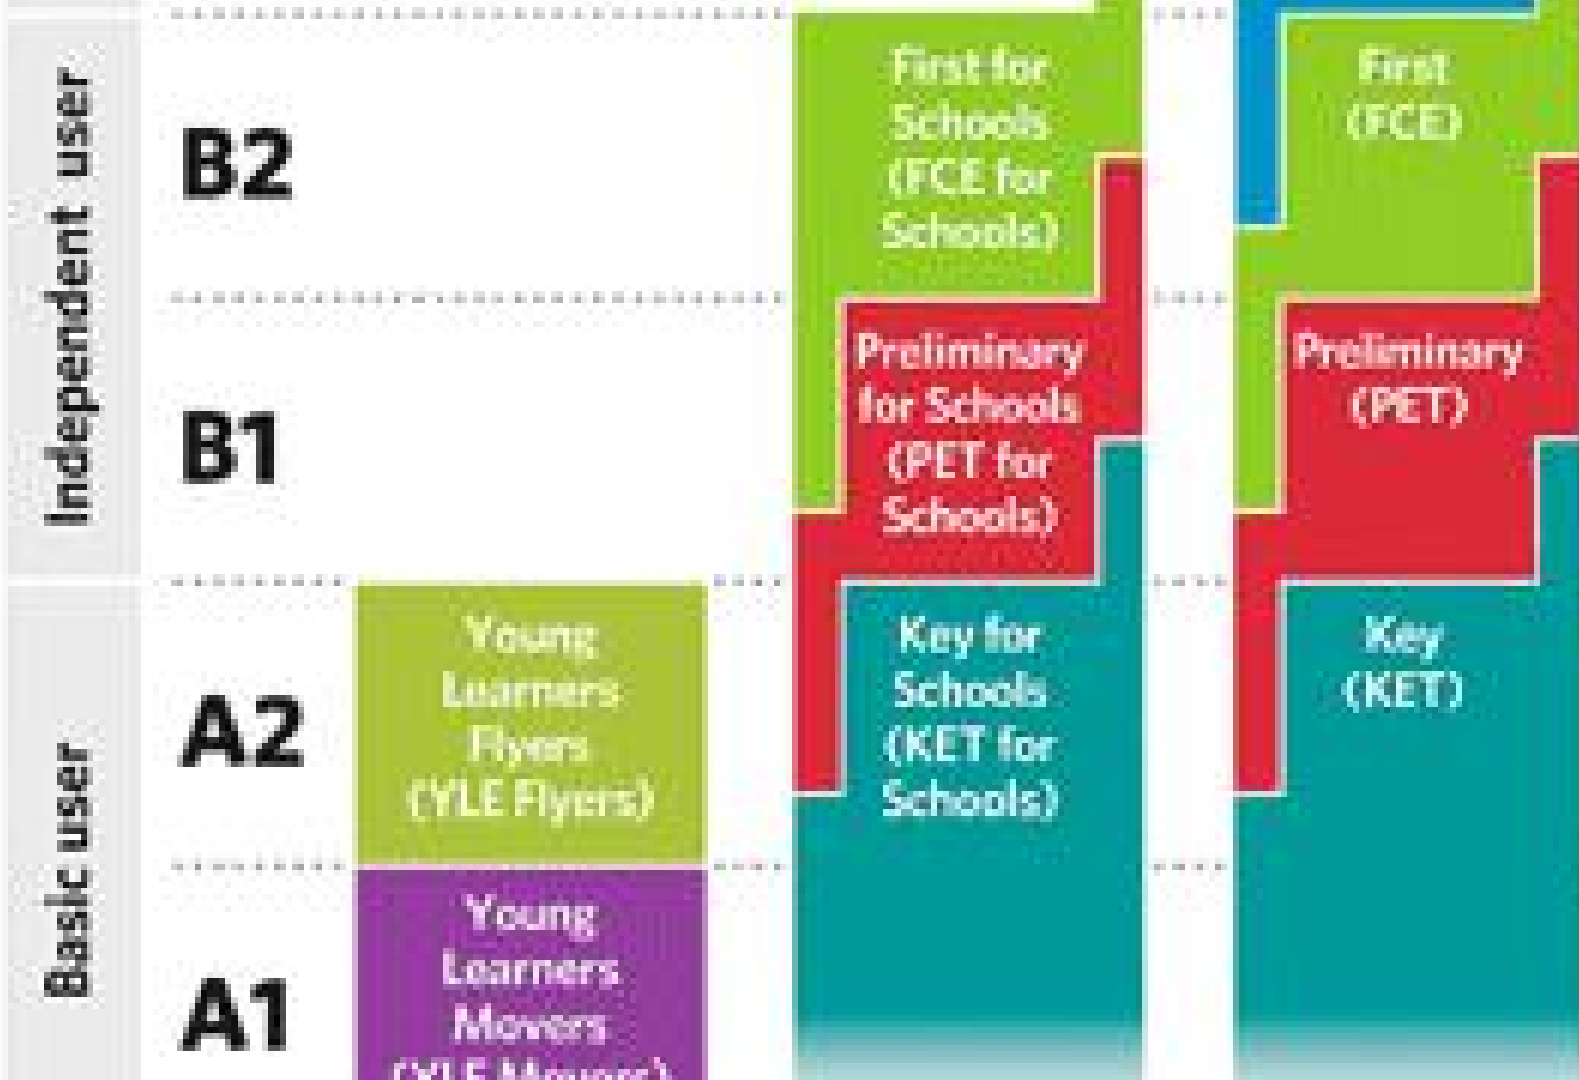 Independent user
B2
First for
Schools
(FCE for
Schools)
First
(FCE)
B1
Preliminary
for Schools
(PET for
Schools)
Preliminary
(PET)
Basic user
A2
Young
Learners
Flyers
(YLE Flyers)
Key for
Schools
(KET for
Schools)
Key
(KET)
A1
Young
Learners
Movers
(YLE Movers)